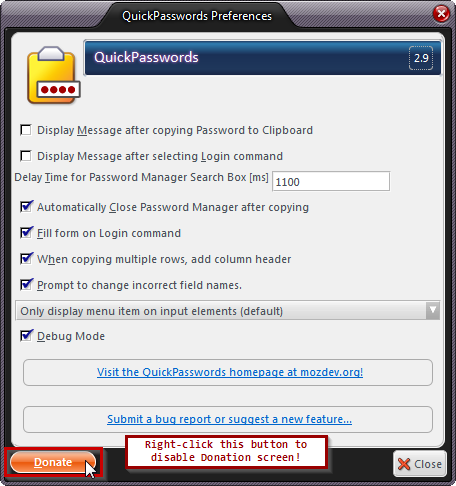 QuickPasswords Preferences
QuickPasswords 2.9
Display Message after copying Password to Clipboard
Display Message after selecting Login command
Delay Time for Password Manager Search Box [ms] 1100
Automatically Close Password Manager after copying
Fill form on Login command
When copying multiple rows, add column header
Prompt to change incorrect field names.
Only display menu item on input elements (default)
Debug Mode
Visit the QuickPasswords homepage at mozdev.org!
Submit a bug report or suggest a new feature...
Donate
Right-click this button to
disable Donation screen!
Close